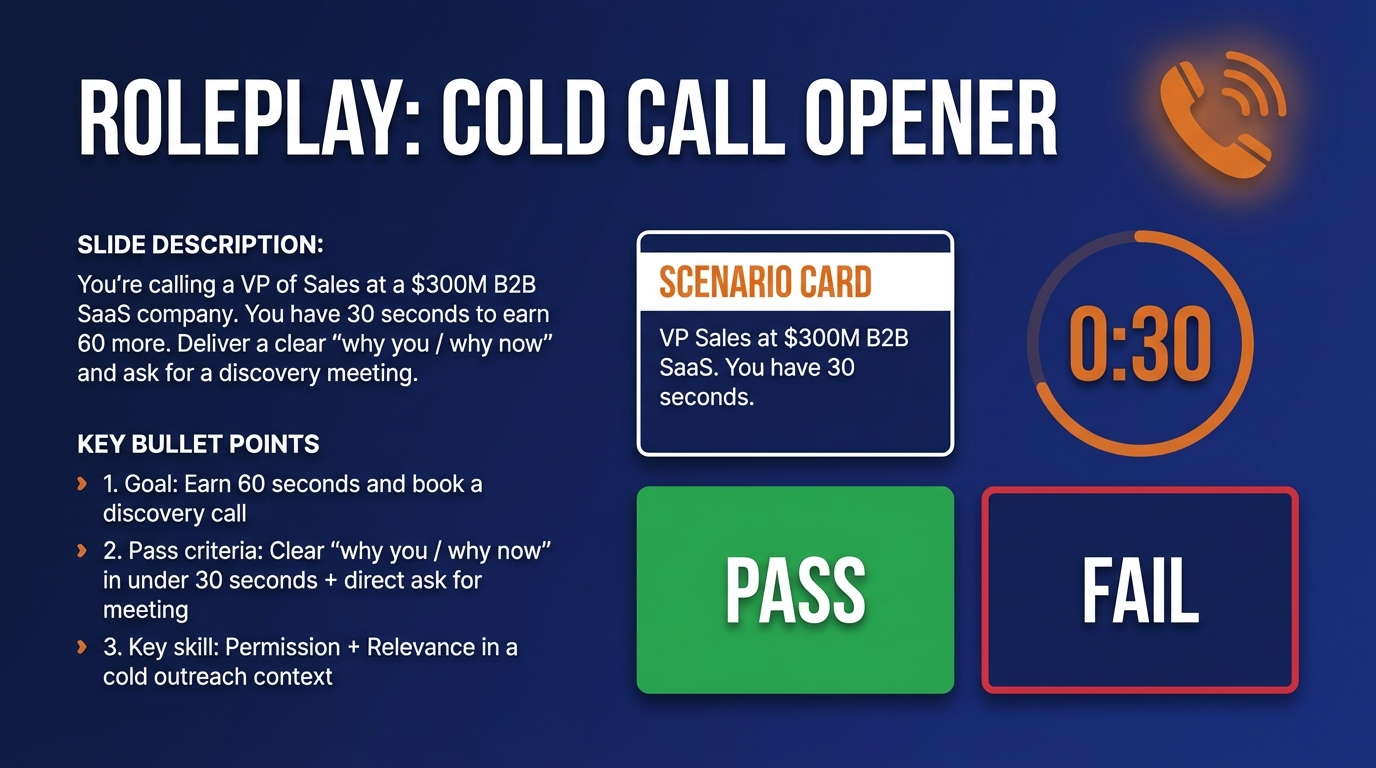 ROLEPLAY: COLD CALL OPENER
SLIDE DESCRIPTION:
You’re calling a VP of Sales at a $300M B2B
SaaS company. You have 30 seconds to earn
60 more. Deliver a clear “why you / why now”
and ask for a discovery meeting.
KEY BULLET POINTS
1. Goal: Earn 60 seconds and book a
discovery call
2. Pass criteria: Clear “why you / why now”
in under 30 seconds + direct ask for
meeting
3. Key skill: Permission + Relevance in a
cold outreach context
SCENARIO CARD
VP Sales at $300M B2B
SaaS. You have 30
seconds.
0:30
PASS
FAIL